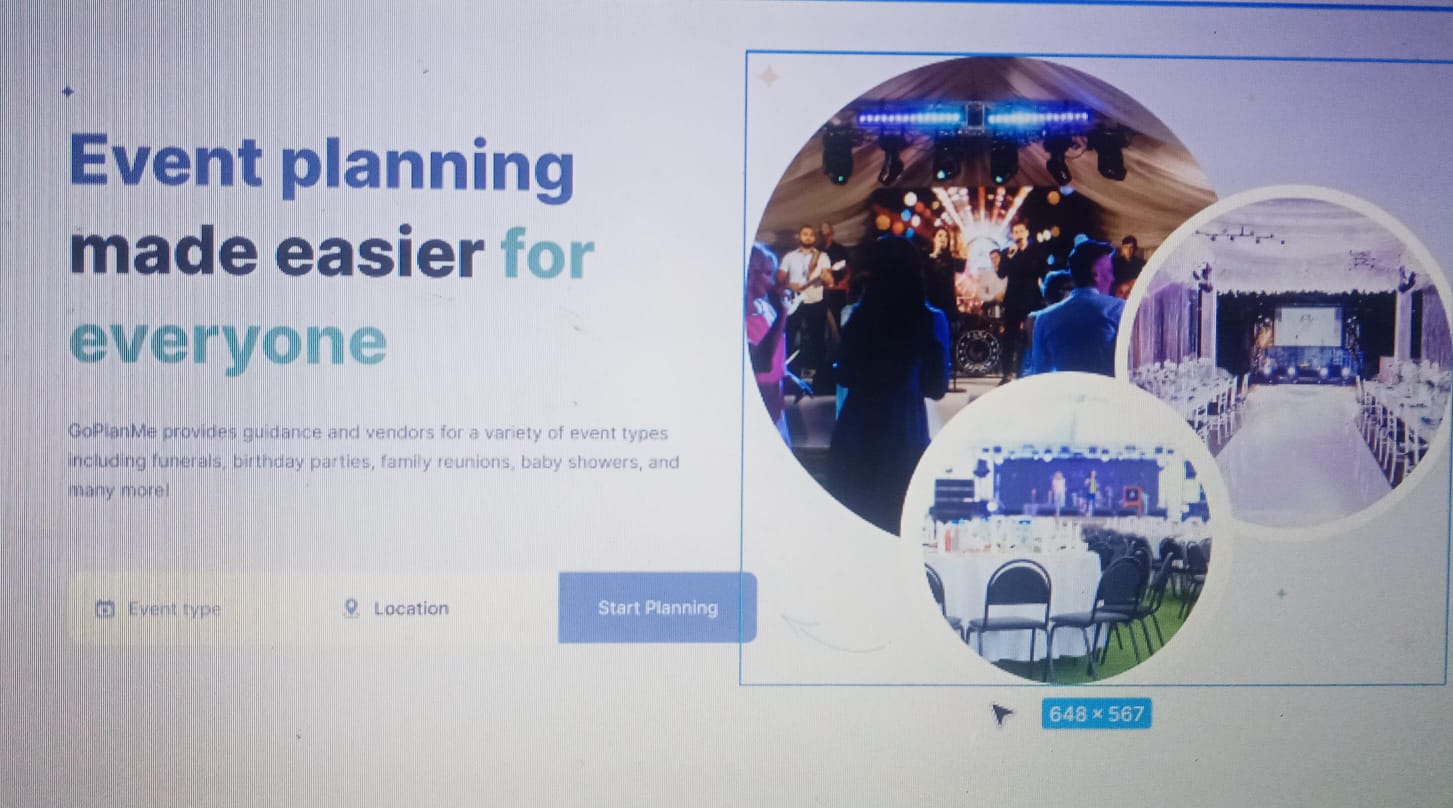 Event planning
made easier for
everyone
GoPlanMe provides guidance and vendors for a variety of event types
including funerals, birthday parties, family reunions, baby showers, and
many more!
Event type
Location
Start Planning
648 × 567